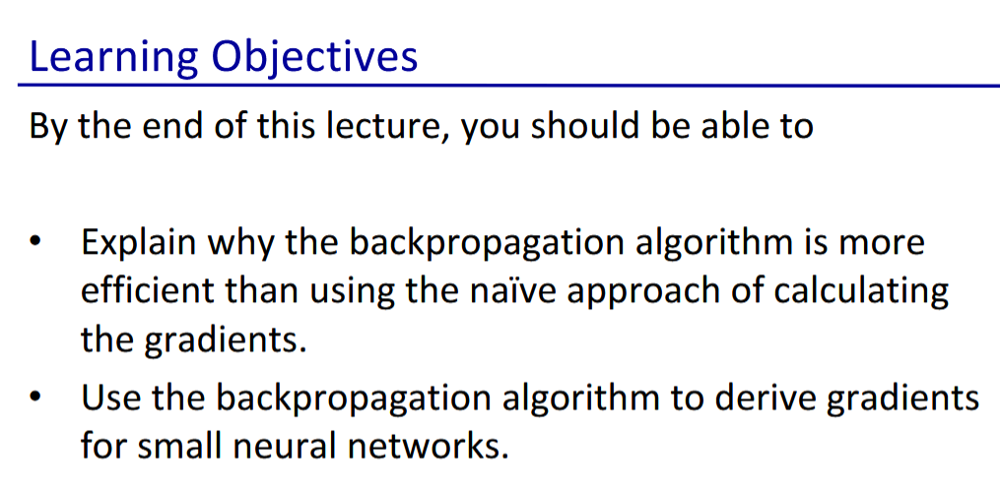 Learning Objectives
By the end of this lecture, you should be able to
• Explain why the backpropagation algorithm is more
efficient than using the naïve approach of calculating
the gradients.
• Use the backpropagation algorithm to derive gradients
for small neural networks.